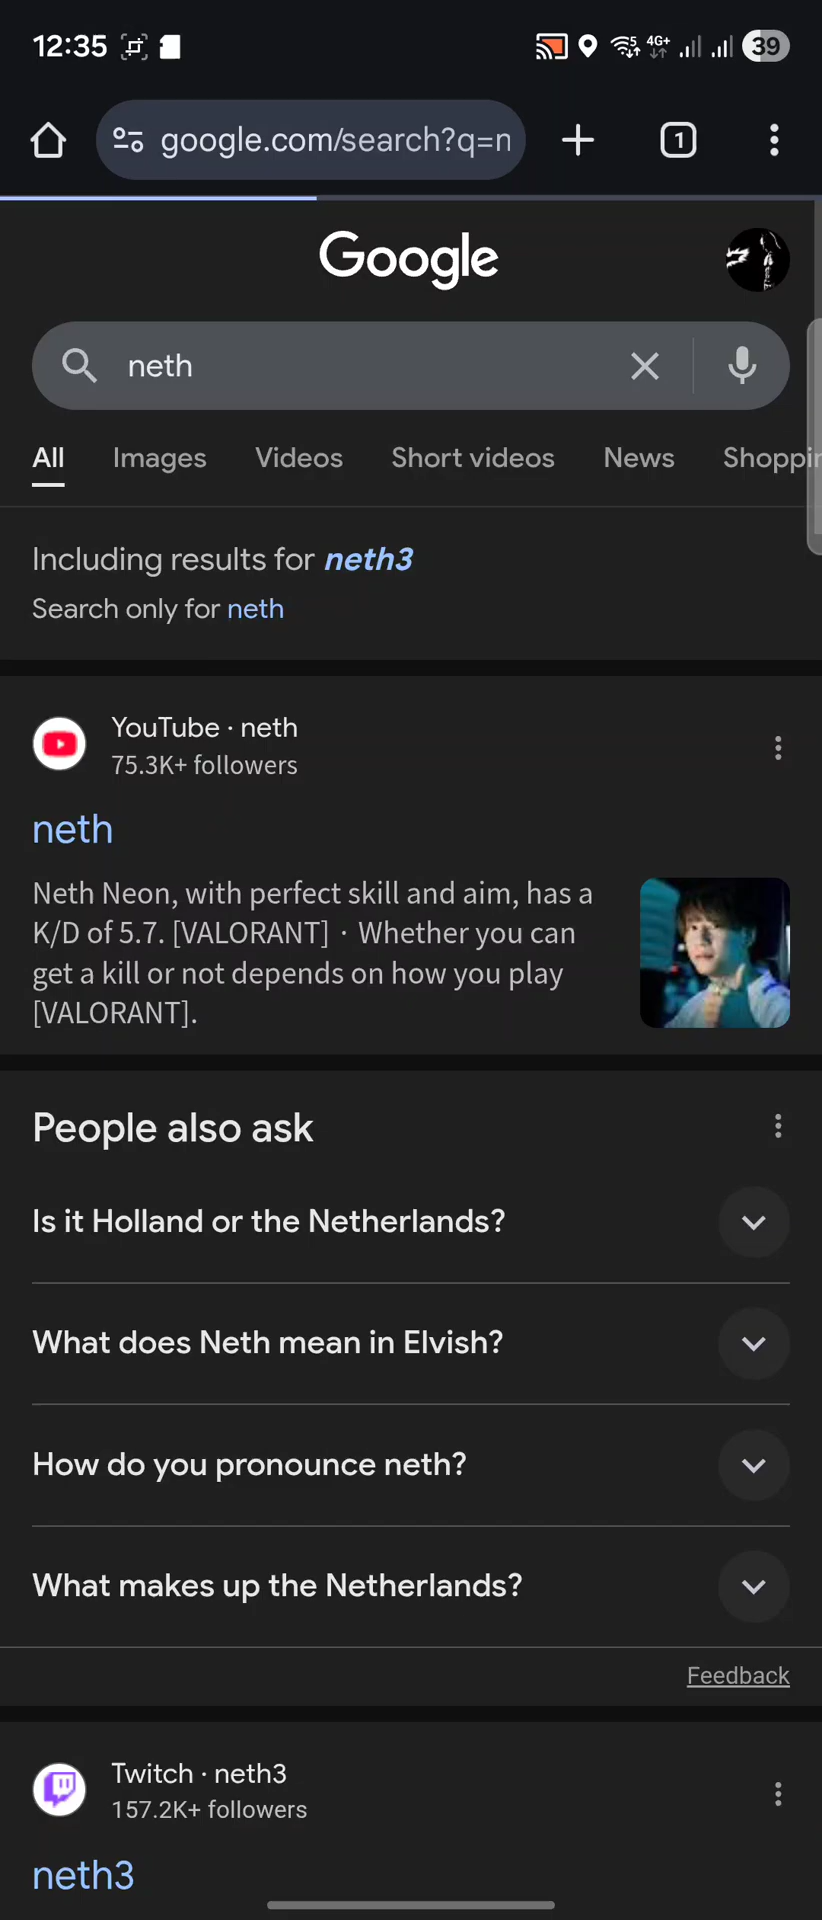 12:35
4G+
39
google.com/search?q=n
1
Google
neth
All Images Videos Short videos News Shoppin
Including results for neth3
Search only for neth
YouTube · neth
75.3K+ followers
neth
Neth Neon, with perfect skill and aim, has a
K/D of 5.7. [VALORANT] · Whether you can
get a kill or not depends on how you play
[VALORANT].
People also ask
Is it Holland or the Netherlands?
What does Neth mean in Elvish?
How do you pronounce neth?
What makes up the Netherlands?
Feedback
Twitch · neth3
157.2K+ followers
neth3